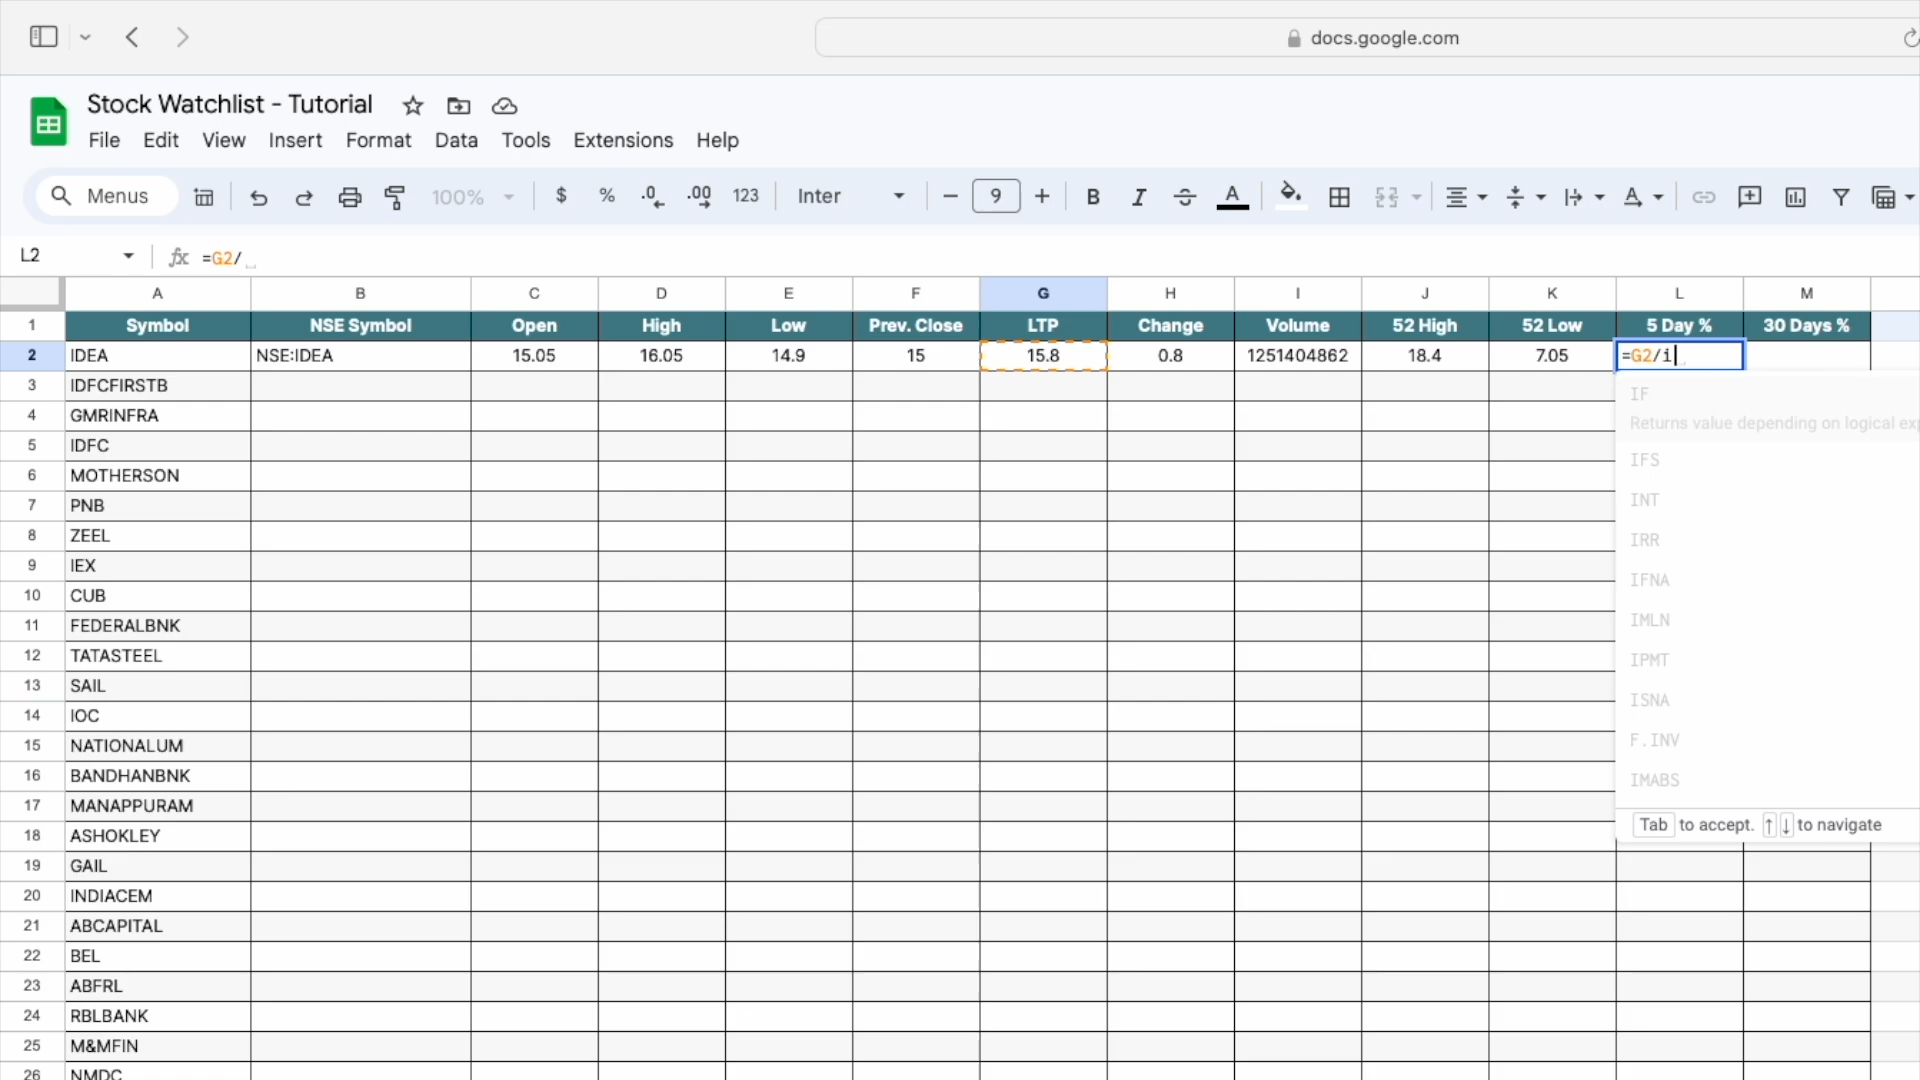 docs.google.com
Stock Watchlist - Tutorial
File Edit View Insert Format Data Tools Extensions Help
Menus 100% $ % .0 .00 123 Inter 9 B I S A A
L2 fx =G2/
A B C D E F G H I J K L M
1 Symbol NSE Symbol Open High Low Prev. Close LTP Change Volume 52 High 52 Low 5 Day % 30 Days %
2 IDEA NSE:IDEA 15.05 16.05 14.9 15 15.8 0.8 1251404862 18.4 7.05 =G2/i
3 IDFCFIRSTB
IF
4 GMRINFRA
Returns value depending on logical
5 IDFC
IFS
6 MOTHERSON
7 PNB
INT
8 ZEEL
IRR
9 IEX
IFNA
10 CUB
11 FEDERALBNK
IMLN
12 TATASTEEL
IPMT
13 SAIL
ISNA
14 IOC
15 NATIONALUM
F.INV
16 BANDHANBNK
IMABS
17 MANAPPURAM
Tab to accept. ↑ ↓ to navigate
18 ASHOKLEY
19 GAIL
20 INDIACEM
21 ABCAPITAL
22 BEL
23 ABFRL
24 RBLBANK
25 M&MFIN
26 NMDC